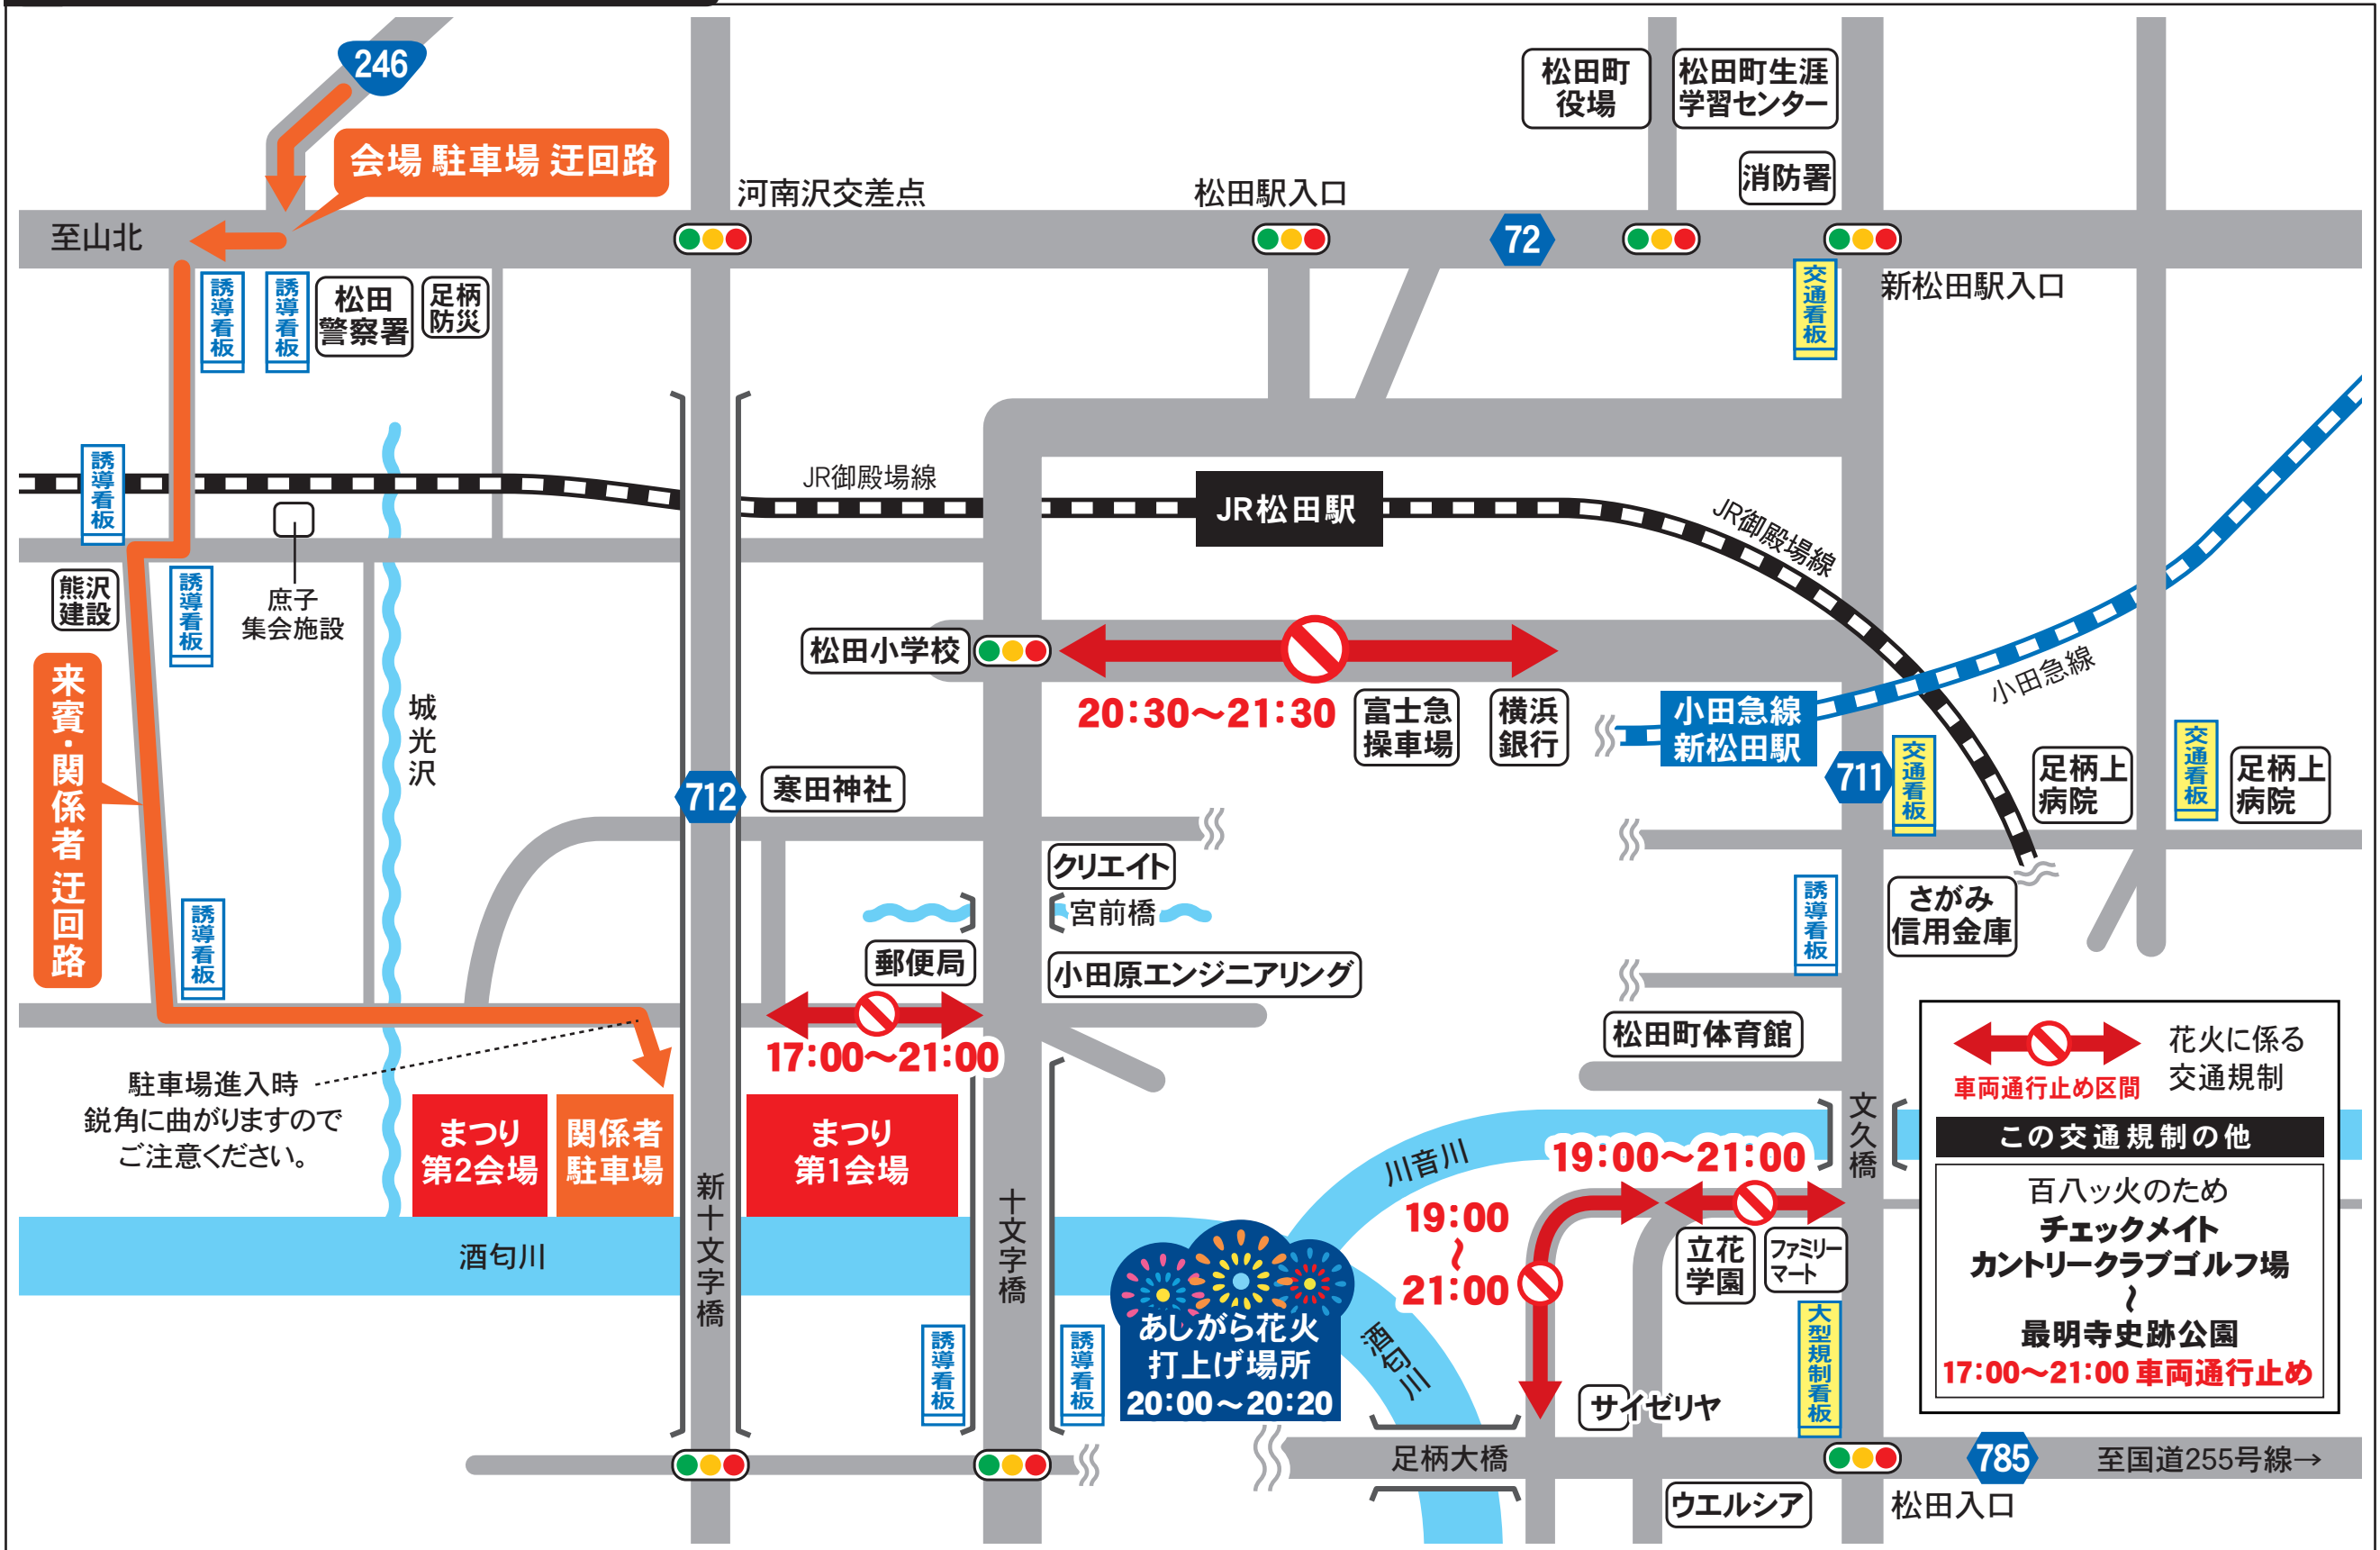 246
会場 駐車場 迂回路
至山北
河南沢交差点
松田駅入口
72
松田町
役場
松田町生涯
学習センター
消防署
新松田駅入口
交通看板
誘導看板
誘導看板
松田
警察署
足柄
防災
誘導看板
JR御殿場線
JR松田駅
JR御殿場線
小田急線
熊沢
建設
誘導看板
庶子
集会施設
松田小学校
20:30～21:30
富士急
操車場
横浜
銀行
小田急線
新松田駅
来賓・関係者 迂回路
城光沢
712
寒田神社
711
交通看板
足柄上
病院
交通看板
足柄上
病院
クリエイト
宮前橋
郵便局
小田原エンジニアリング
誘導看板
誘導看板
さがみ
信用金庫
17:00～21:00
松田町体育館
駐車場進入時
鋭角に曲がりますので
ご注意ください。
まつり
第2会場
関係者
駐車場
まつり
第1会場
新十文字橋
十文字橋
酒匂川
川音川
19:00～21:00
文久橋
19:00
～
21:00
立花
学園
ファミリー
マート
あしがら花火
打上げ場所
20:00～20:20
酒匂川
誘導看板
誘導看板
サイゼリヤ
大型規制看板
足柄大橋
ウエルシア
785
至国道255号線→
松田入口
車両通行止め区間
花火に係る
交通規制
この交通規制の他
百八ッ火のため
チェックメイト
カントリークラブゴルフ場
～
最明寺史跡公園
17:00～21:00 車両通行止め